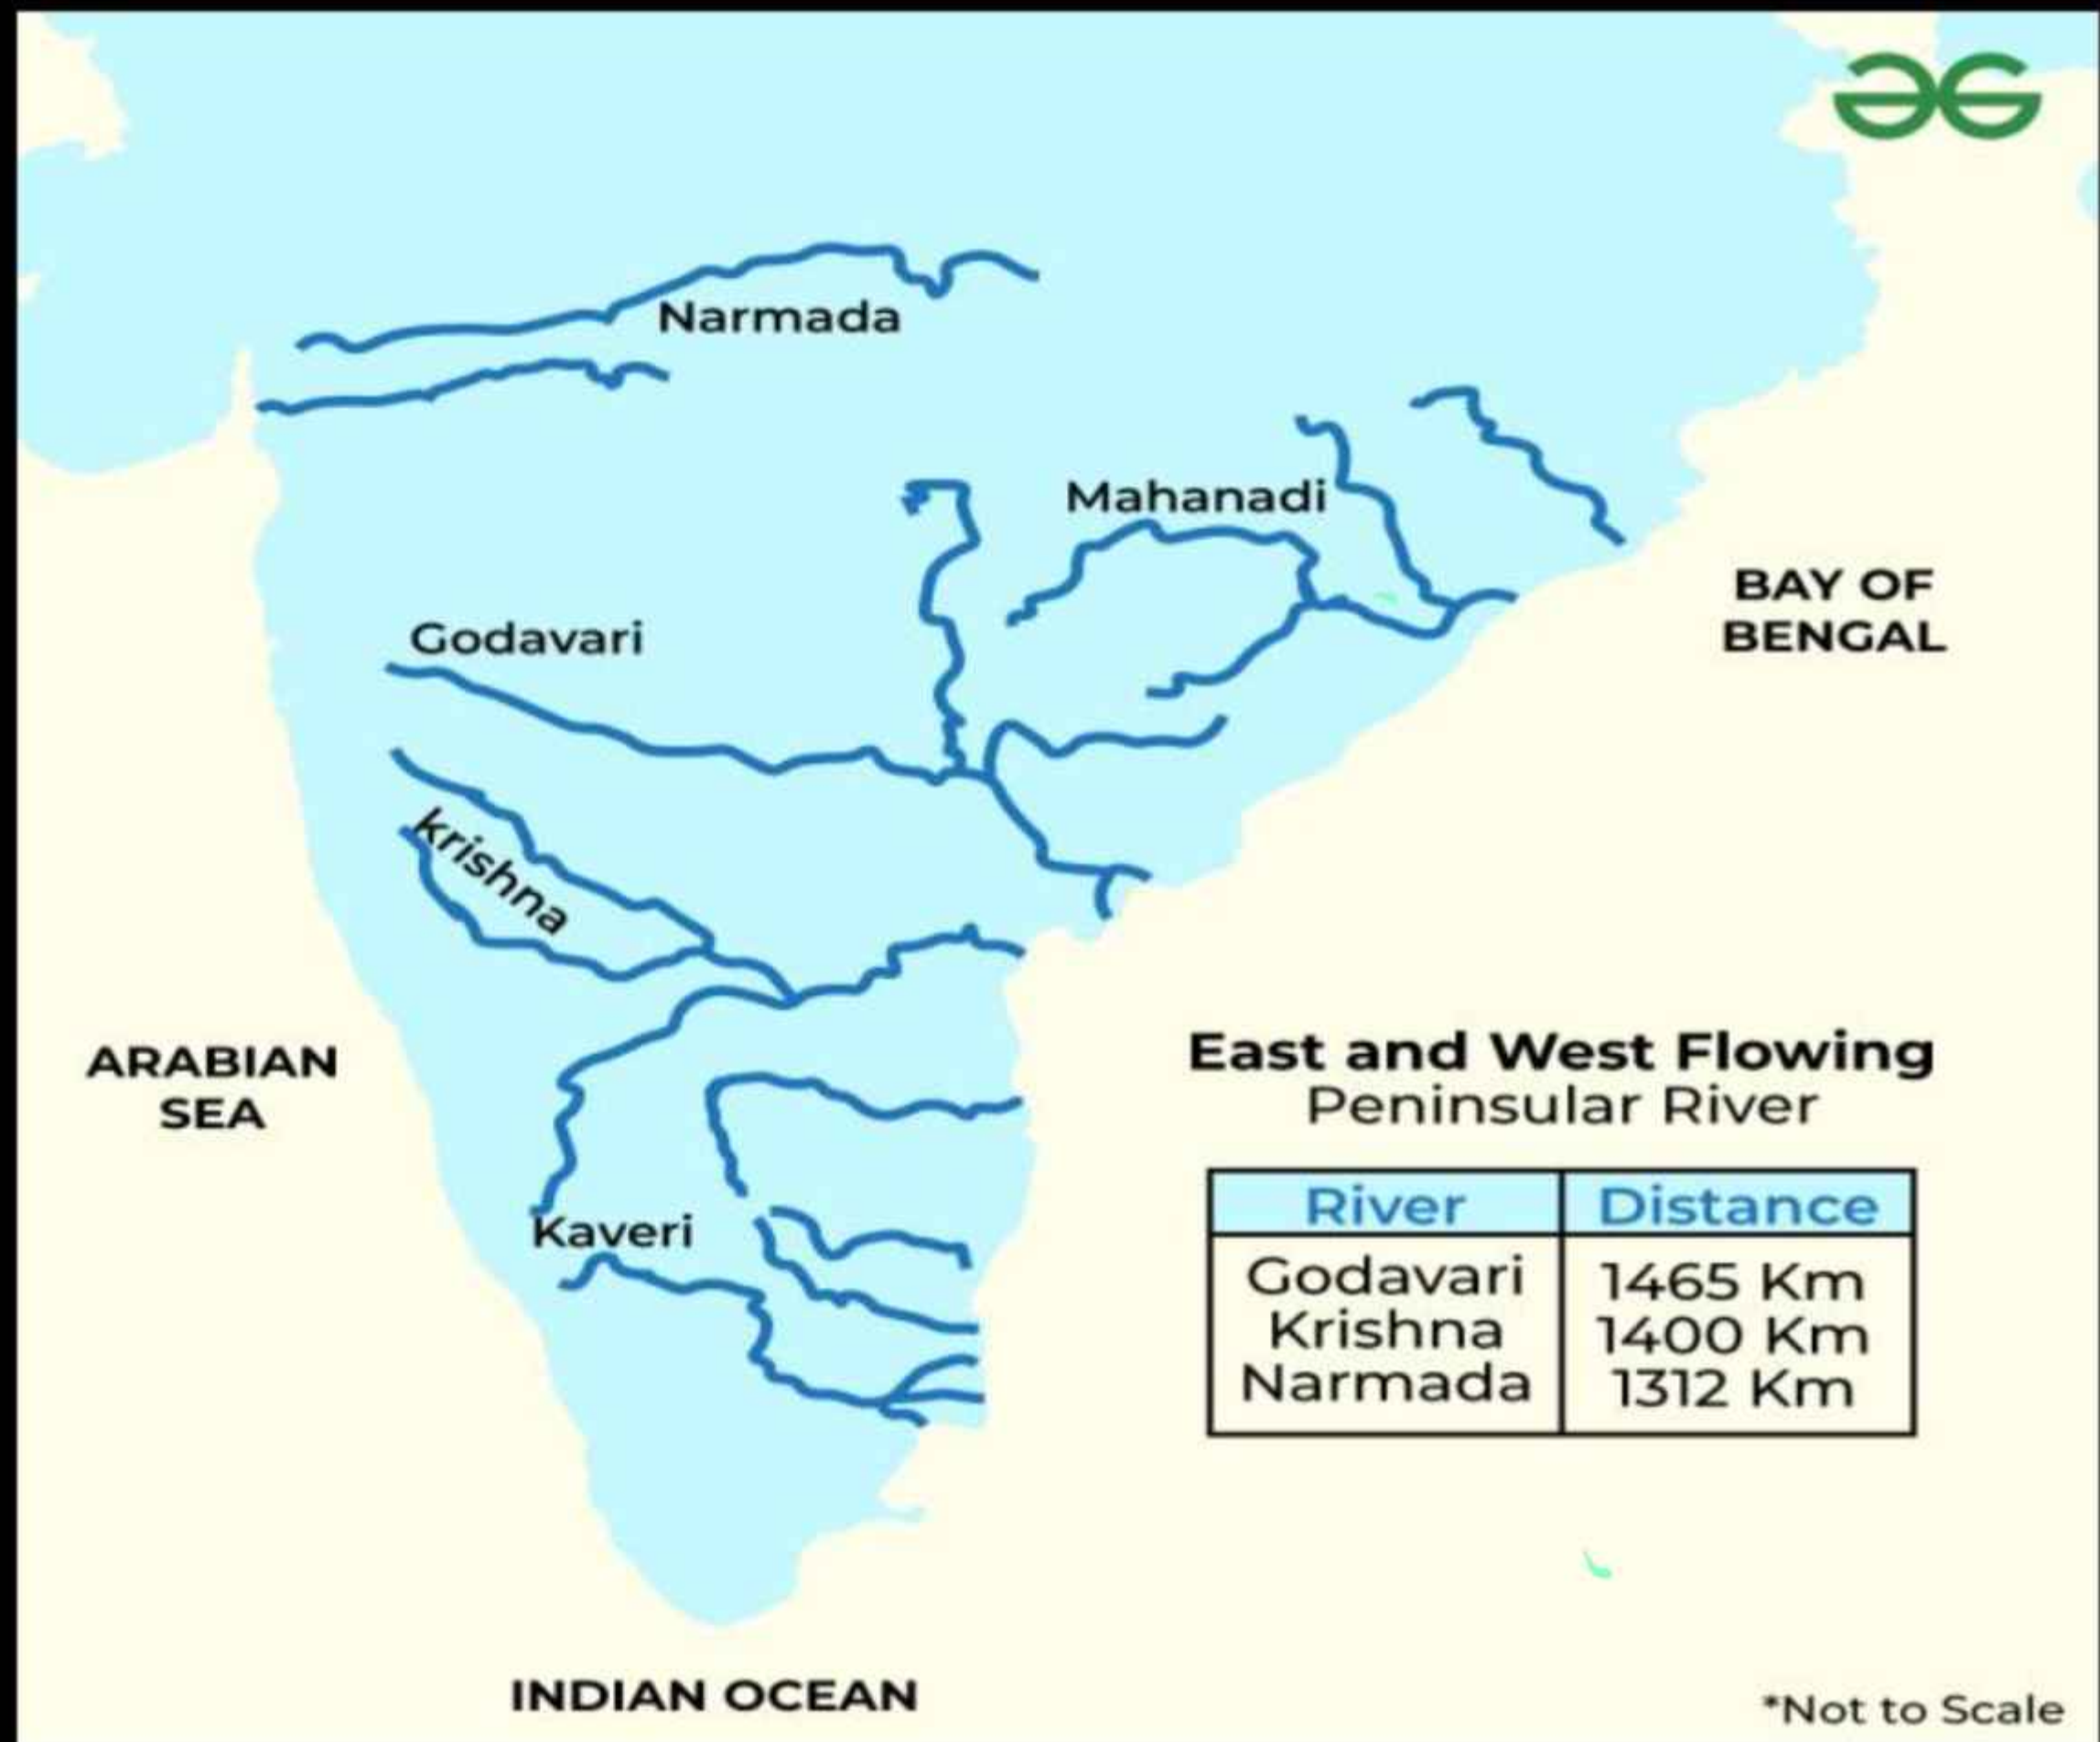 Narmada
Mahanadi
BAY OF
BENGAL
Godavari
krishna
ARABIAN
SEA
East and West Flowing
Peninsular River
River Distance
Godavari 1465 Km
Krishna 1400 Km
Narmada 1312 Km
Kaveri
INDIAN OCEAN
*Not to Scale